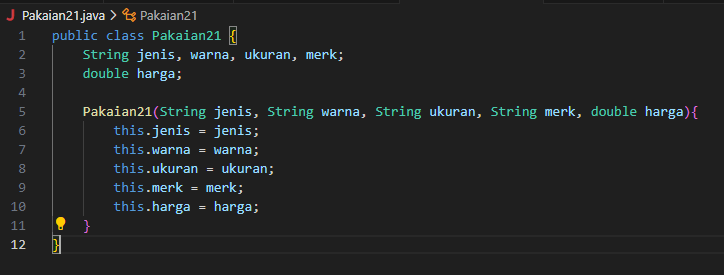 J Pakaian21.java > Pakaian21
1 public class Pakaian21 {
2 String jenis, warna, ukuran, merk;
3 double harga;
4
5 Pakaian21(String jenis, String warna, String ukuran, String merk, double harga){
6 this.jenis = jenis;
7 this.warna = warna;
8 this.ukuran = ukuran;
9 this.merk = merk;
10 this.harga = harga;
11 }
12 }